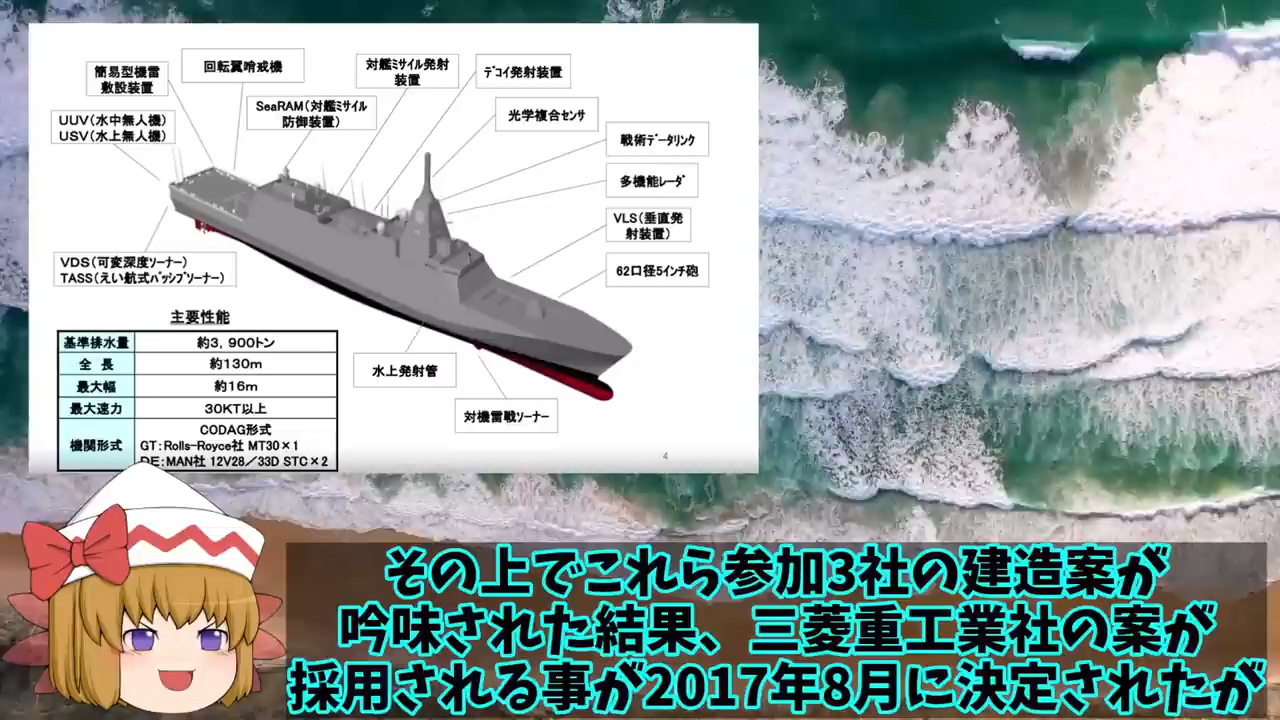 簡易型機雷
敷設装置
回転翼哨戒機
対艦ﾐｻｲﾙ発射
装置
ﾃﾞｺｲ発射装置
UUV(水中無人機)
USV(水上無人機)
SeaRAM(対艦ﾐｻｲﾙ
防御装置)
光学複合ｾﾝｻ
戦術ﾃﾞｰﾀﾘﾝｸ
多機能ﾚｰﾀﾞ
VLS(垂直発
射装置)
62口径5ｲﾝﾁ砲
VDS(可変深度ｿｰﾅｰ)
TASS(えい航式ﾊﾟｯｼﾌﾞｿｰﾅｰ)
水上発射管
対機雷戦ｿｰﾅｰ
主要性能
基準排水量 約3,900トン
全 長 約130m
最大幅 約16m
最大速力 30KT以上
機関形式 CODAG形式
GT:Rolls-Royce社 MT30×1
DE:MAN社 12V28/33D STC×2
4
その上でこれら参加3社の建造案が
吟味された結果、三菱重工業社の案が
採用される事が2017年8月に決定されたが